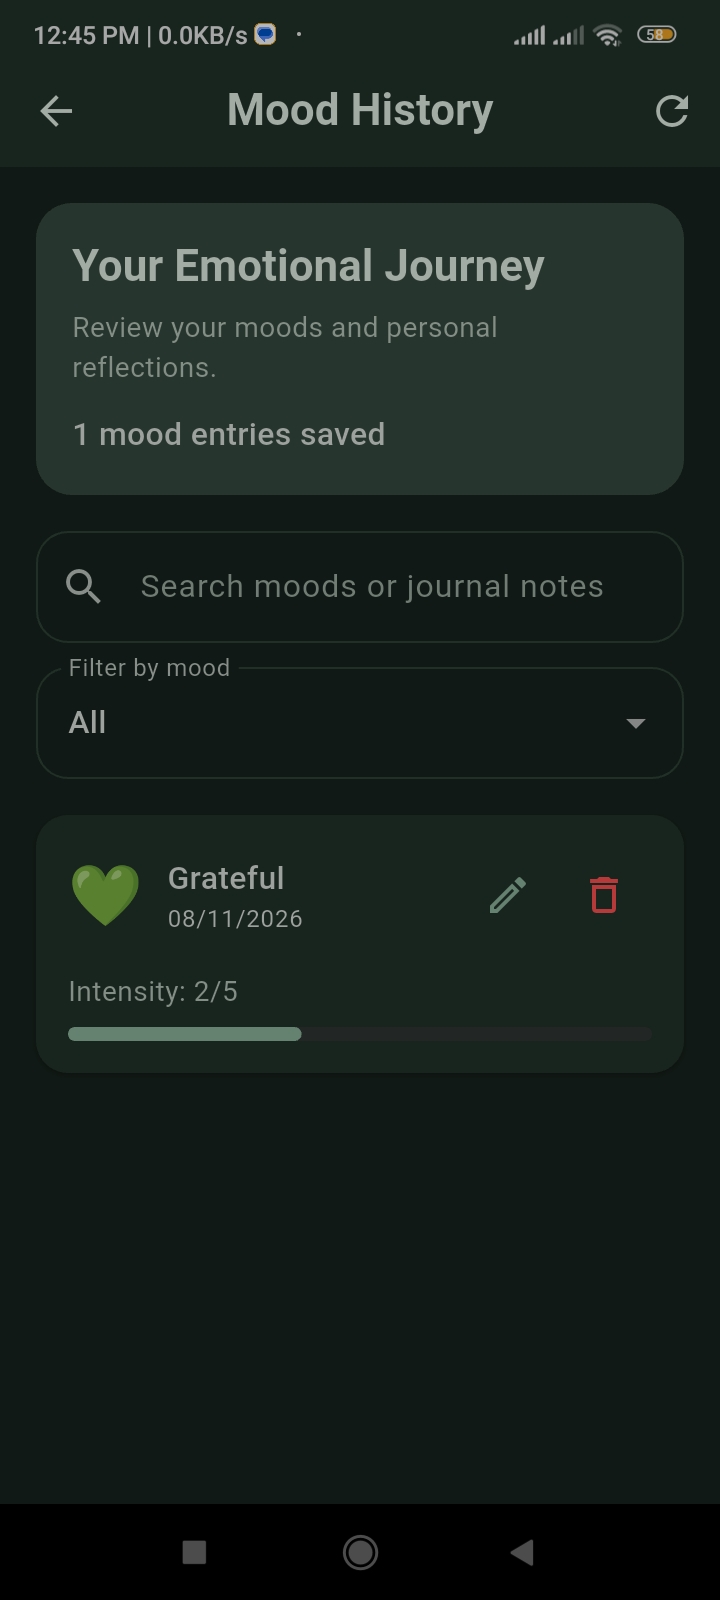 12:45 PM | 0.0KB/s
58
Mood History
Your Emotional Journey
Review your moods and personal
reflections.
1 mood entries saved
Search moods or journal notes
Filter by mood
All
Grateful
08/11/2026
Intensity: 2/5